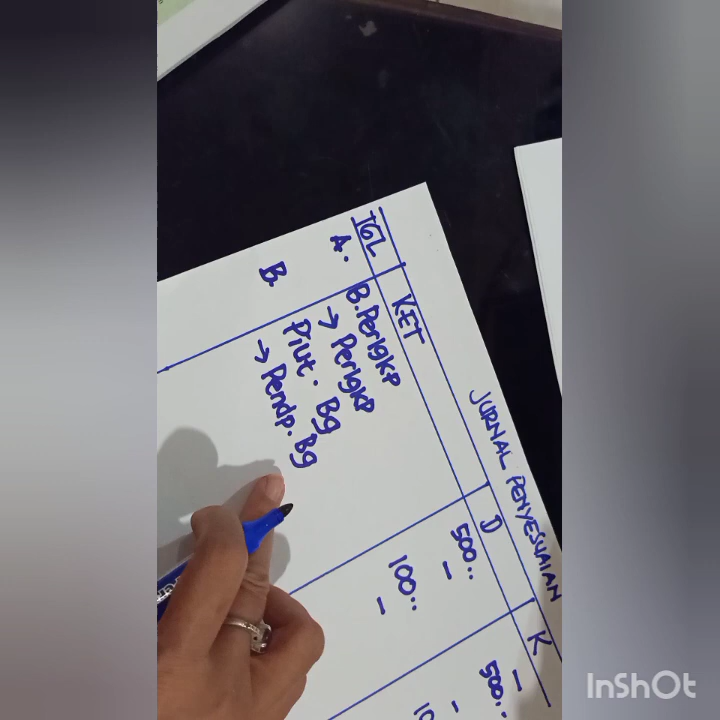 JURNAL PENYESUAIAN
TGL KET D K
A. B.Perlgkp 500.. -
→ Perlgkp - 500..
B. Piut. Bg 100.. -
→ Pendp. Bg -
InShOt